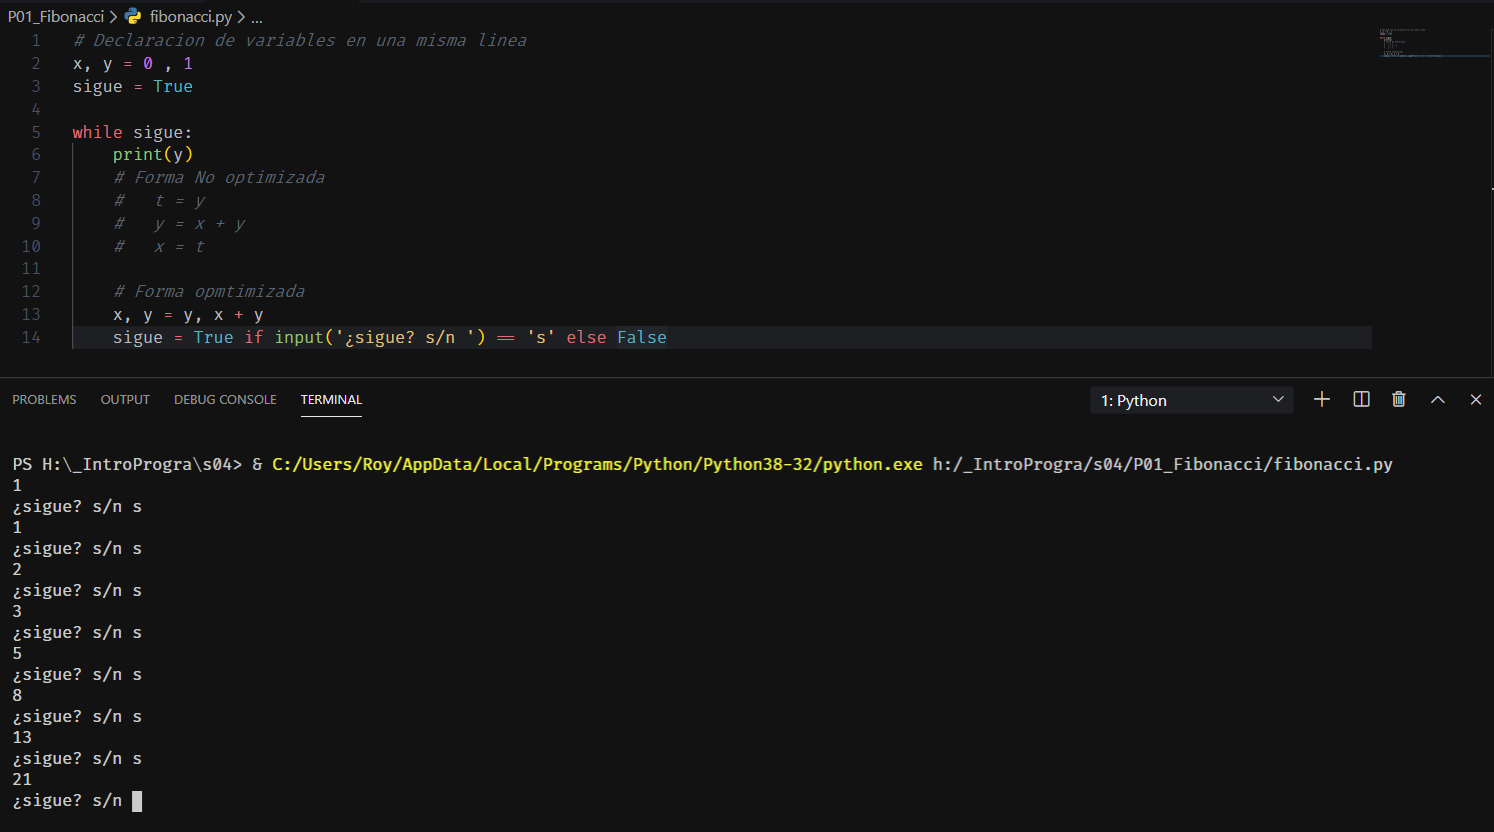 P01_Fibonacci > fibonacci.py > ...
1 # Declaracion de variables en una misma linea
2 x, y = 0 , 1
3 sigue = True
4
5 while sigue:
6     print(y)
7     # Forma No optimizada
8     #   t = y
9     #   y = x + y
10     #   x = t
11
12     # Forma opmtimizada
13     x, y = y, x + y
14     sigue = True if input('¿sigue? s/n ') == 's' else False
PROBLEMS OUTPUT DEBUG CONSOLE TERMINAL 1: Python
PS H:\_IntroProgra\s04> & C:/Users/Roy/AppData/Local/Programs/Python/Python38-32/python.exe h:/_IntroProgra/s04/P01_Fibonacci/fibonacci.py
1
¿sigue? s/n s
1
¿sigue? s/n s
2
¿sigue? s/n s
3
¿sigue? s/n s
5
¿sigue? s/n s
8
¿sigue? s/n s
13
¿sigue? s/n s
21
¿sigue? s/n